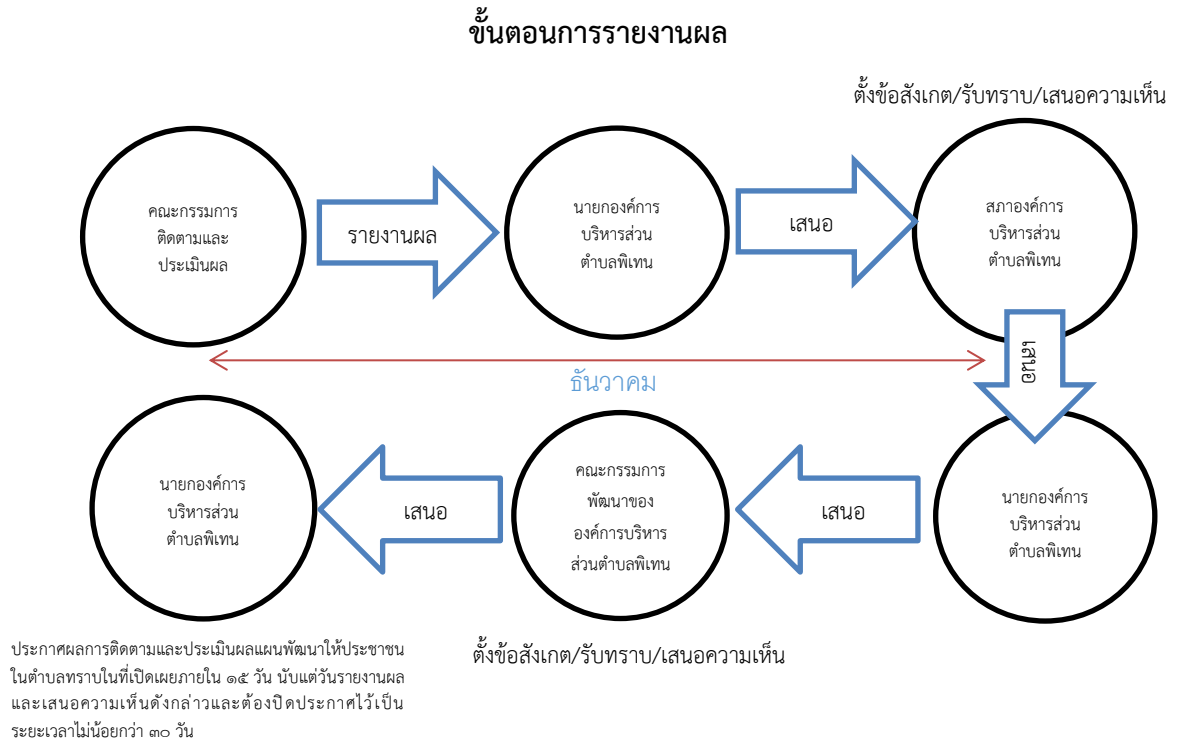 ขั้นตอนการรายงานผล
ตั้งข้อสังเกต/รับทราบ/เสนอความเห็น
คณะกรรมการ
ติดตามและ
ประเมินผล
รายงานผล
นายกองค์การ
บริหารส่วน
ตำบลพิเทน
เสนอ
สภาองค์การ
บริหารส่วน
ตำบลพิเทน
เสนอ
ธันวาคม
นายกองค์การ
บริหารส่วน
ตำบลพิเทน
เสนอ
คณะกรรมการ
พัฒนาของ
องค์การบริหาร
ส่วนตำบลพิเทน
เสนอ
นายกองค์การ
บริหารส่วน
ตำบลพิเทน
ตั้งข้อสังเกต/รับทราบ/เสนอความเห็น
ประกาศผลการติดตามและประเมินผลแผนพัฒนาให้ประชาชน
ในตำบลทราบในที่เปิดเผยภายใน ๑๕ วัน นับแต่วันรายงานผล
และเสนอความเห็นดังกล่าวและต้องปิดประกาศไว้เป็น
ระยะเวลาไม่น้อยกว่า ๓๐ วัน